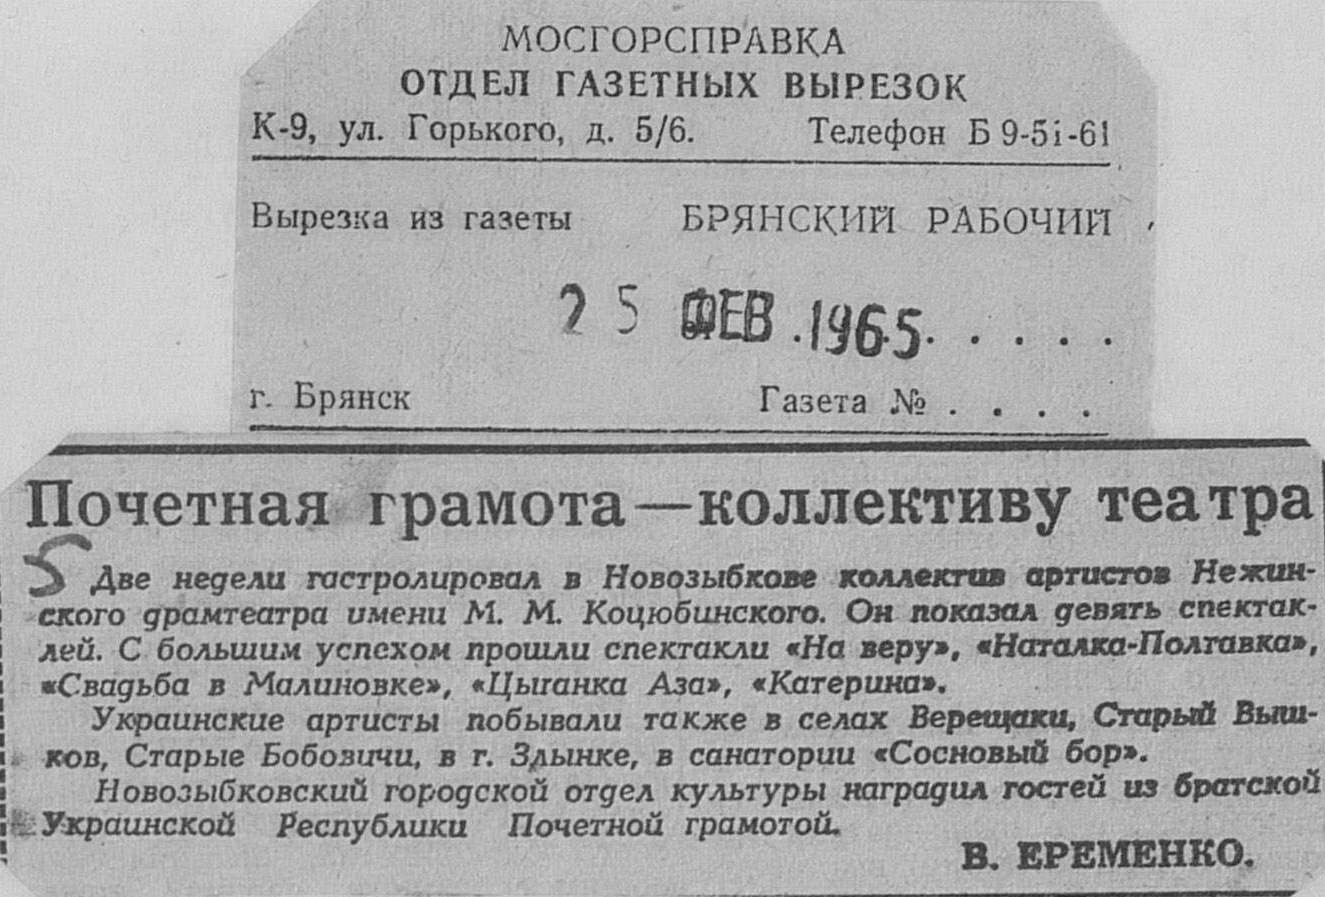 МОСГОРСПРАВКА
ОТДЕЛ ГАЗЕТНЫХ ВЫРЕЗОК
К-9, ул. Горького, д. 5/6. Телефон Б 9-51-61
Вырезка из газеты БРЯНСКИЙ РАБОЧИЙ
25 ФЕВ .1965. . . . . .
г. Брянск Газета № . . . .
Почетная грамота — коллективу театра
5
Две недели гастролировал в Новозыбкове коллектив артистов Нежин-
ского драмтеатра имени М. М. Коцюбинского. Он показал девять спектак-
лей. С большим успехом прошли спектакли «На веру», «Наталка-Полтавка»,
«Свадьба в Малиновке», «Цыганка Аза», «Катерина».
Украинские артисты побывали также в селах Верещаки, Старый Выш-
ков, Старые Бобовичи, в г. Злынке, в санатории «Сосновый бор».
Новозыбковский городской отдел культуры наградил гостей из братской
Украинской Республики Почетной грамотой.
В. ЕРЕМЕНКО.